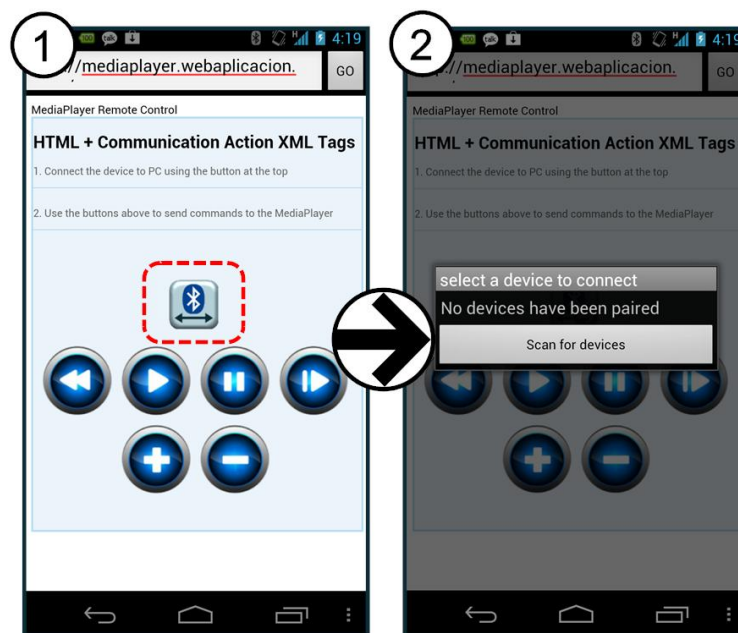 1
100 talk H 4:19
//mediaplayer.webaplicacion. GO
MediaPlayer Remote Control
HTML + Communication Action XML Tags
1. Connect the device to PC using the button at the top
2. Use the buttons above to send commands to the MediaPlayer
2
100 talk H 4:19
//mediaplayer.webaplicacion. GO
MediaPlayer Remote Control
HTML + Communication Action XML Tags
1. Connect the device to PC using the button at the top
2. Use the buttons above to send commands to the MediaPlayer
select a device to connect
No devices have been paired
Scan for devices